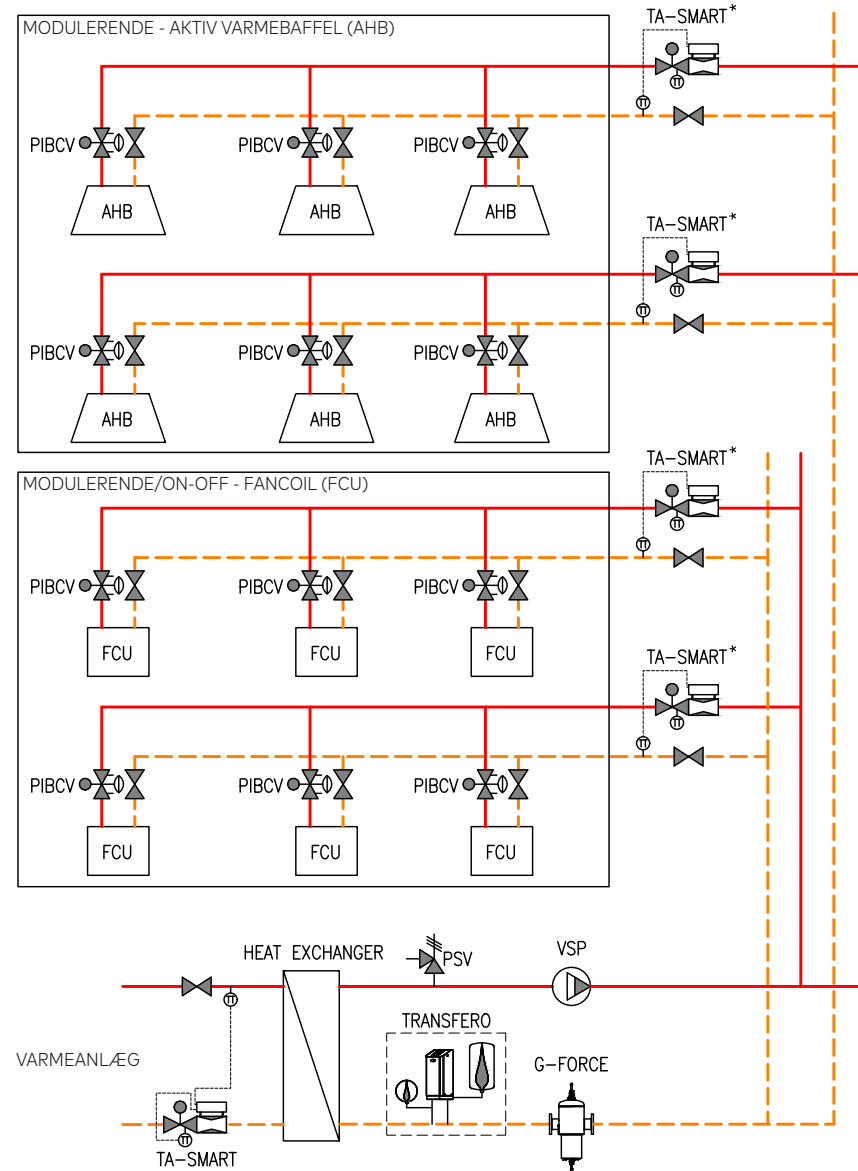 MODULERENDE - AKTIV VARMEBAFFEL (AHB)
TA-SMART*
PIBCV PIBCV PIBCV
AHB AHB AHB
TA-SMART*
PIBCV PIBCV PIBCV
AHB AHB AHB
MODULERENDE/ON-OFF - FANCOIL (FCU)
TA-SMART*
PIBCV PIBCV PIBCV
FCU FCU FCU
TA-SMART*
PIBCV PIBCV PIBCV
FCU FCU FCU
HEAT EXCHANGER
PSV
VSP
TRANSFERO
VARMEANLÆG
G-FORCE
TA-SMART